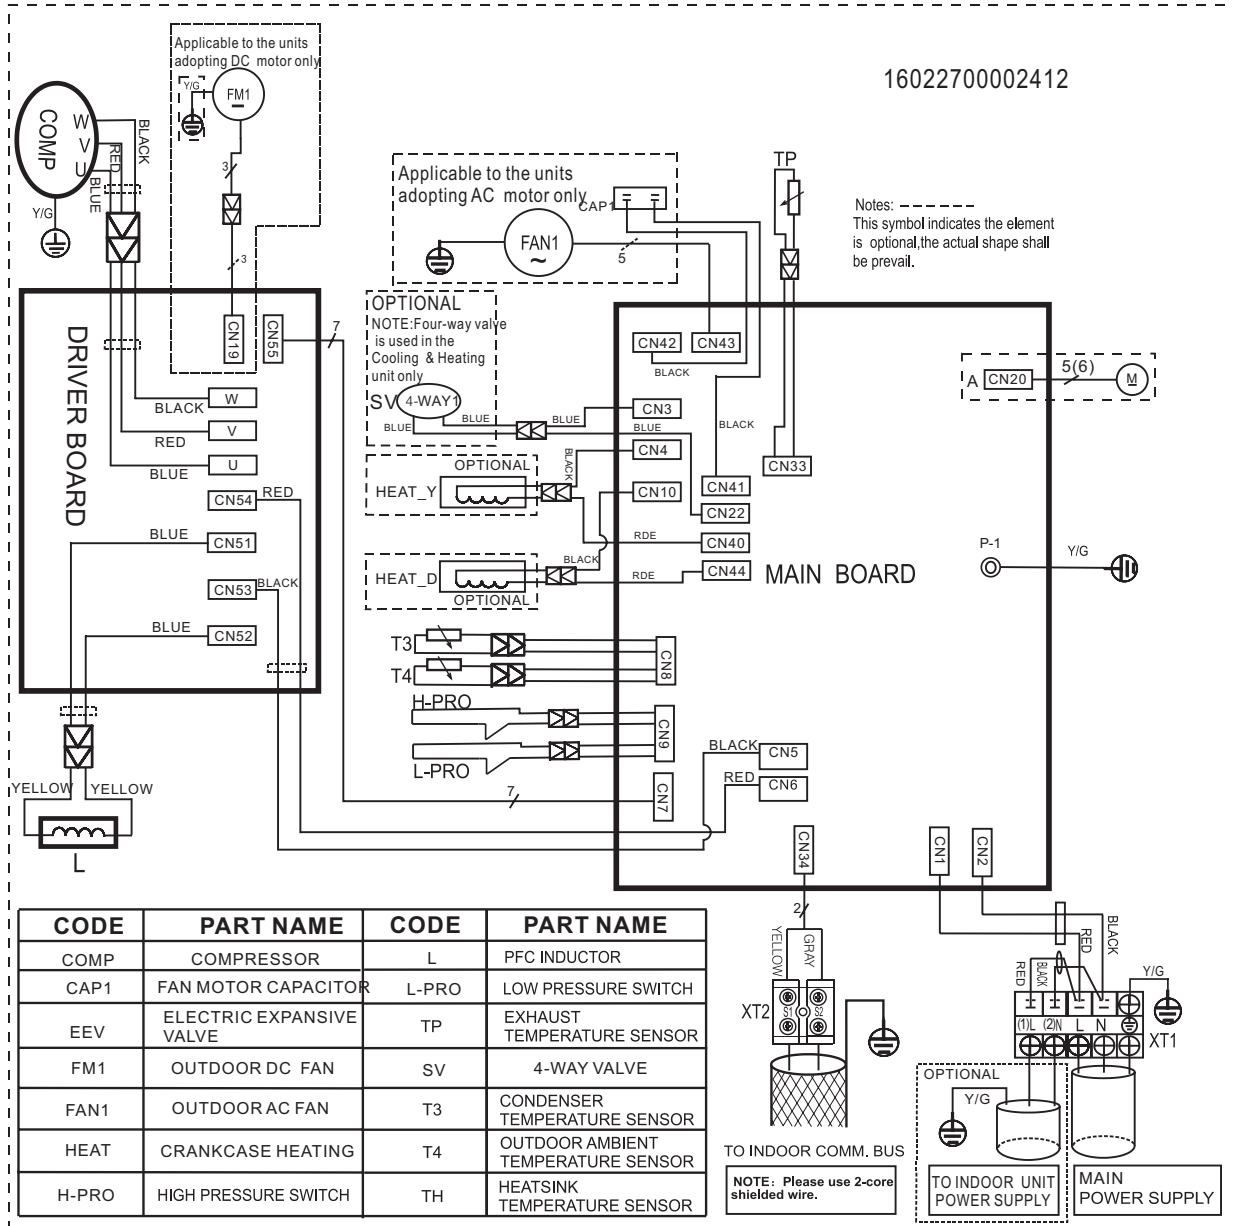 Applicable to the units
adopting DC motor only
Y/G
FM1
16022700002412
COMP
W
V
U
BLACK
RED
BLUE
Y/G
3
3
Applicable to the units
adopting AC motor only
CAP1
FAN1
~
5
TP
Notes:
This symbol indicates the element
is optional,the actual shape shall
be prevail.
DRIVER BOARD
CN19
CN55
7
OPTIONAL
NOTE:Four-way valve
is used in the
Cooling & Heating
unit only
SV
4-WAY1
BLUE
BLUE
BLUE
BLUE
CN42
CN43
BLACK
CN3
CN4
CN10
BLACK
CN33
CN41
CN22
CN40
CN44
A
CN20
5(6)
M
BLACK
W
RED
V
BLUE
U
CN54
RED
BLUE
CN51
CN53
BLACK
BLUE
CN52
OPTIONAL
HEAT_Y
BLACK
RDE
HEAT_D
OPTIONAL
BLACK
RDE
MAIN BOARD
P-1
Y/G
T3
T4
CN8
H-PRO
L-PRO
CN9
7
CN7
BLACK
CN5
RED
CN6
YELLOW
YELLOW
L
CN34
CN1
CN2
2
YELLOW
GRAY
XT2
S1
S2
RED
BLACK
RED
BLACK
Y/G
(1)L
(2)N
L
N
XT1
OPTIONAL
Y/G
TO INDOOR COMM. BUS
NOTE: Please use 2-core
shielded wire.
TO INDOOR UNIT
POWER SUPPLY
MAIN
POWER SUPPLY
CODE PART NAME CODE PART NAME
COMP COMPRESSOR L PFC INDUCTOR
CAP1 FAN MOTOR CAPACITOR L-PRO LOW PRESSURE SWITCH
EEV ELECTRIC EXPANSIVE
VALVE
TP EXHAUST
TEMPERATURE SENSOR
FM1 OUTDOOR DC FAN SV 4-WAY VALVE
FAN1 OUTDOOR AC FAN T3 CONDENSER
TEMPERATURE SENSOR
HEAT CRANKCASE HEATING T4 OUTDOOR AMBIENT
TEMPERATURE SENSOR
H-PRO HIGH PRESSURE SWITCH TH HEATSINK
TEMPERATURE SENSOR